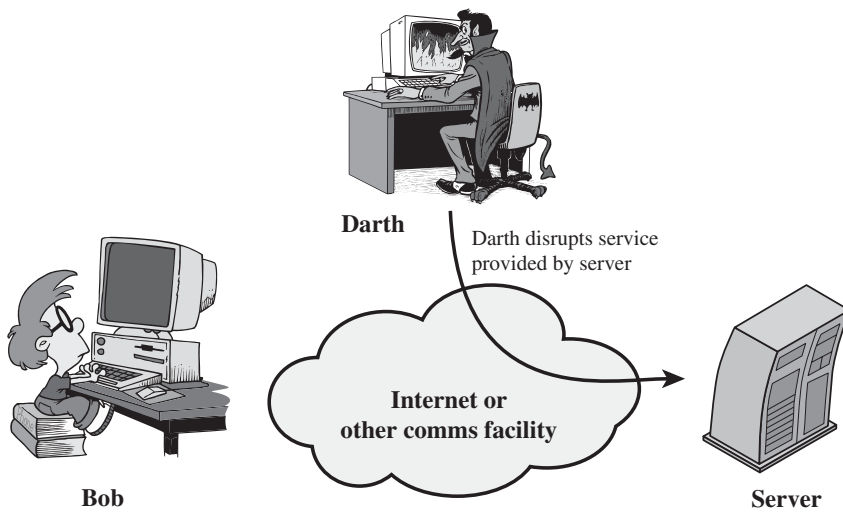 Darth
Darth disrupts service
provided by server
Internet or
other comms facility
Bob
Server